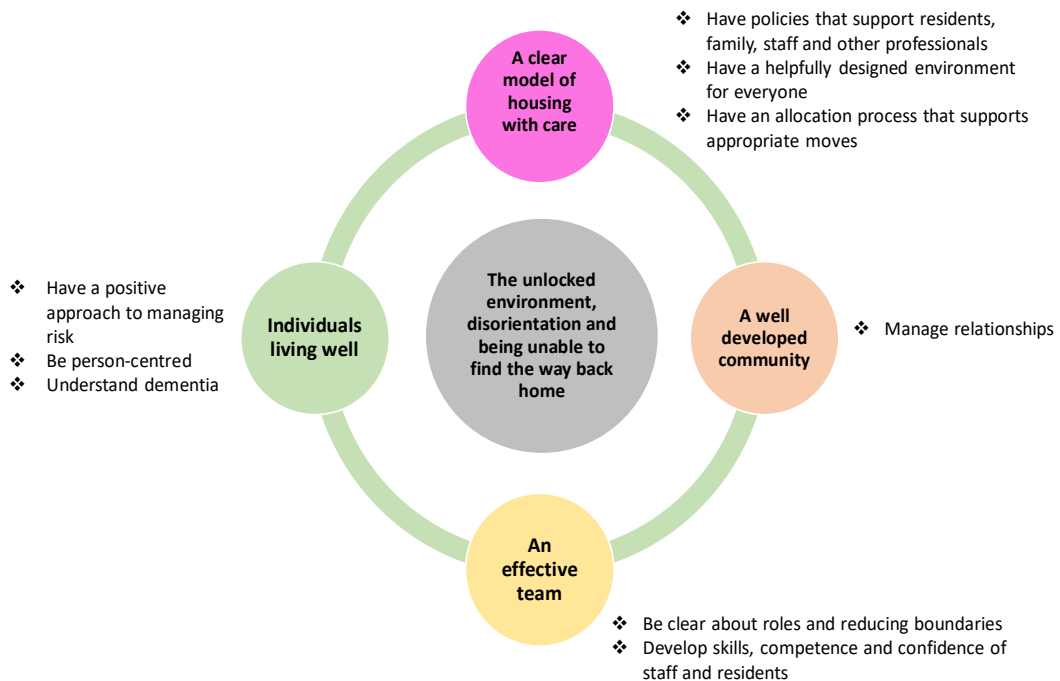 A clear
model of
housing
with care
❖ Have policies that support residents,
family, staff and other professionals
❖ Have a helpfully designed environment
for everyone
❖ Have an allocation process that supports
appropriate moves
❖ Have a positive
approach to managing
risk
❖ Be person-centred
❖ Understand dementia
Individuals
living well
The unlocked
environment,
disorientation and
being unable to
find the way back
home
A well
developed
community
❖ Manage relationships
An
effective
team
❖ Be clear about roles and reducing boundaries
❖ Develop skills, competence and confidence of
staff and residents